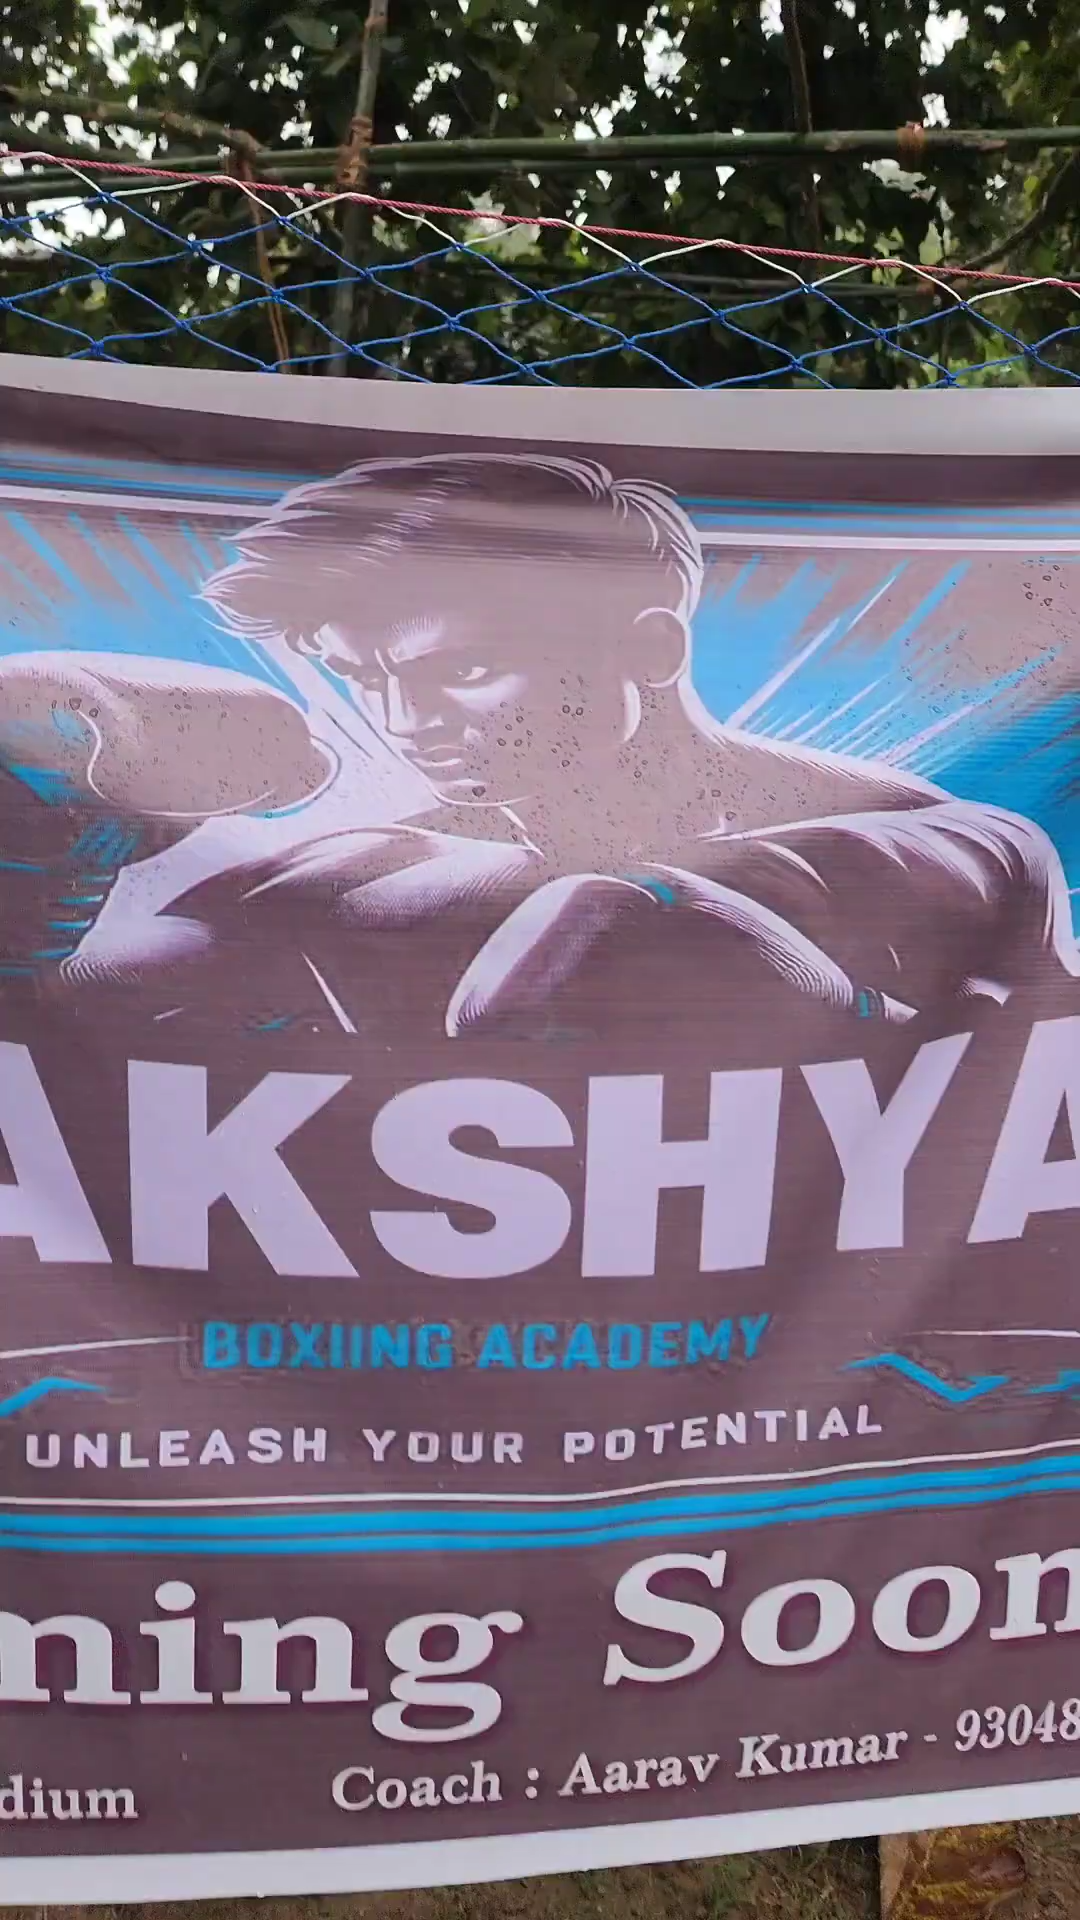 AKSHYA
BOXIING ACADEMY
UNLEASH YOUR POTENTIAL
ming Soon
dium Coach : Aarav Kumar - 93048